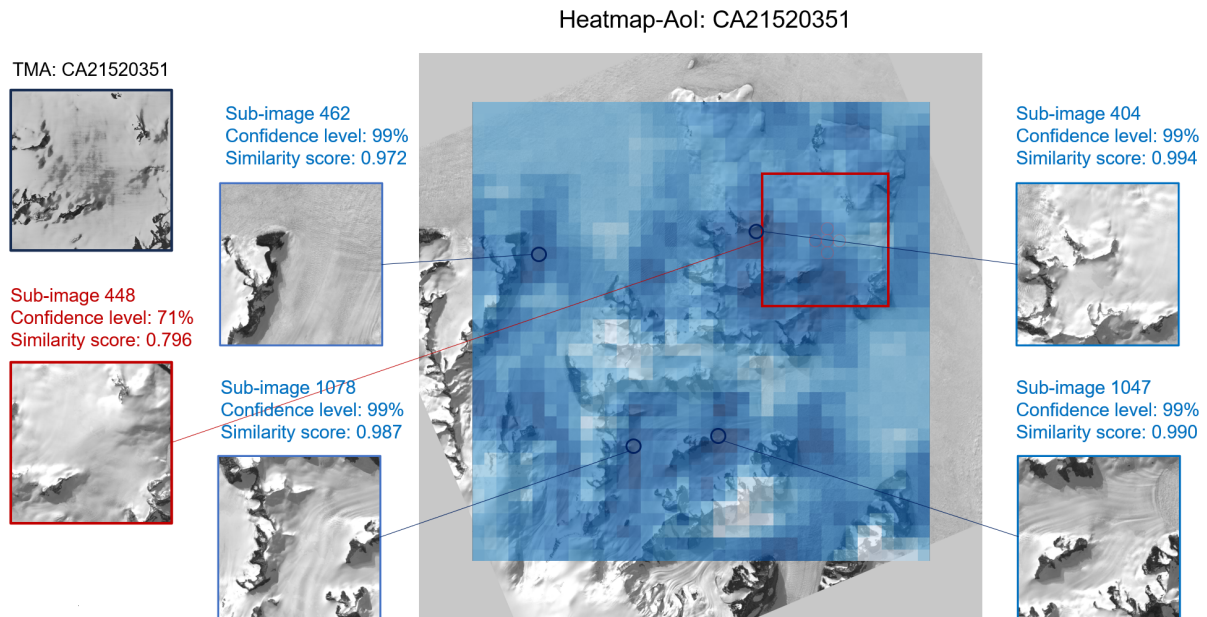 Heatmap-AoI: CA21520351
TMA: CA21520351
Sub-image 448
Confidence level: 71%
Similarity score: 0.796
Sub-image 462
Confidence level: 99%
Similarity score: 0.972
Sub-image 1078
Confidence level: 99%
Similarity score: 0.987
Sub-image 404
Confidence level: 99%
Similarity score: 0.994
Sub-image 1047
Confidence level: 99%
Similarity score: 0.990